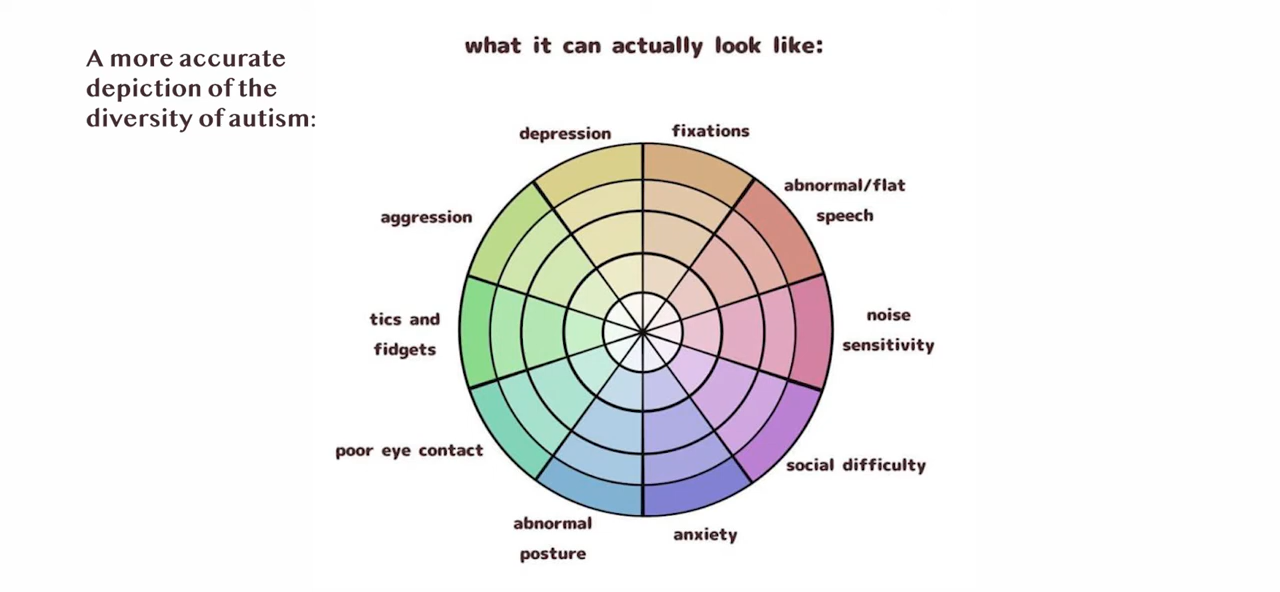 A more accurate
depiction of the
diversity of autism:
what it can actually look like:
depression
fixations
abnormal/flat
speech
aggression
noise
sensitivity
tics and
fidgets
poor eye contact
social difficulty
abnormal
posture
anxiety